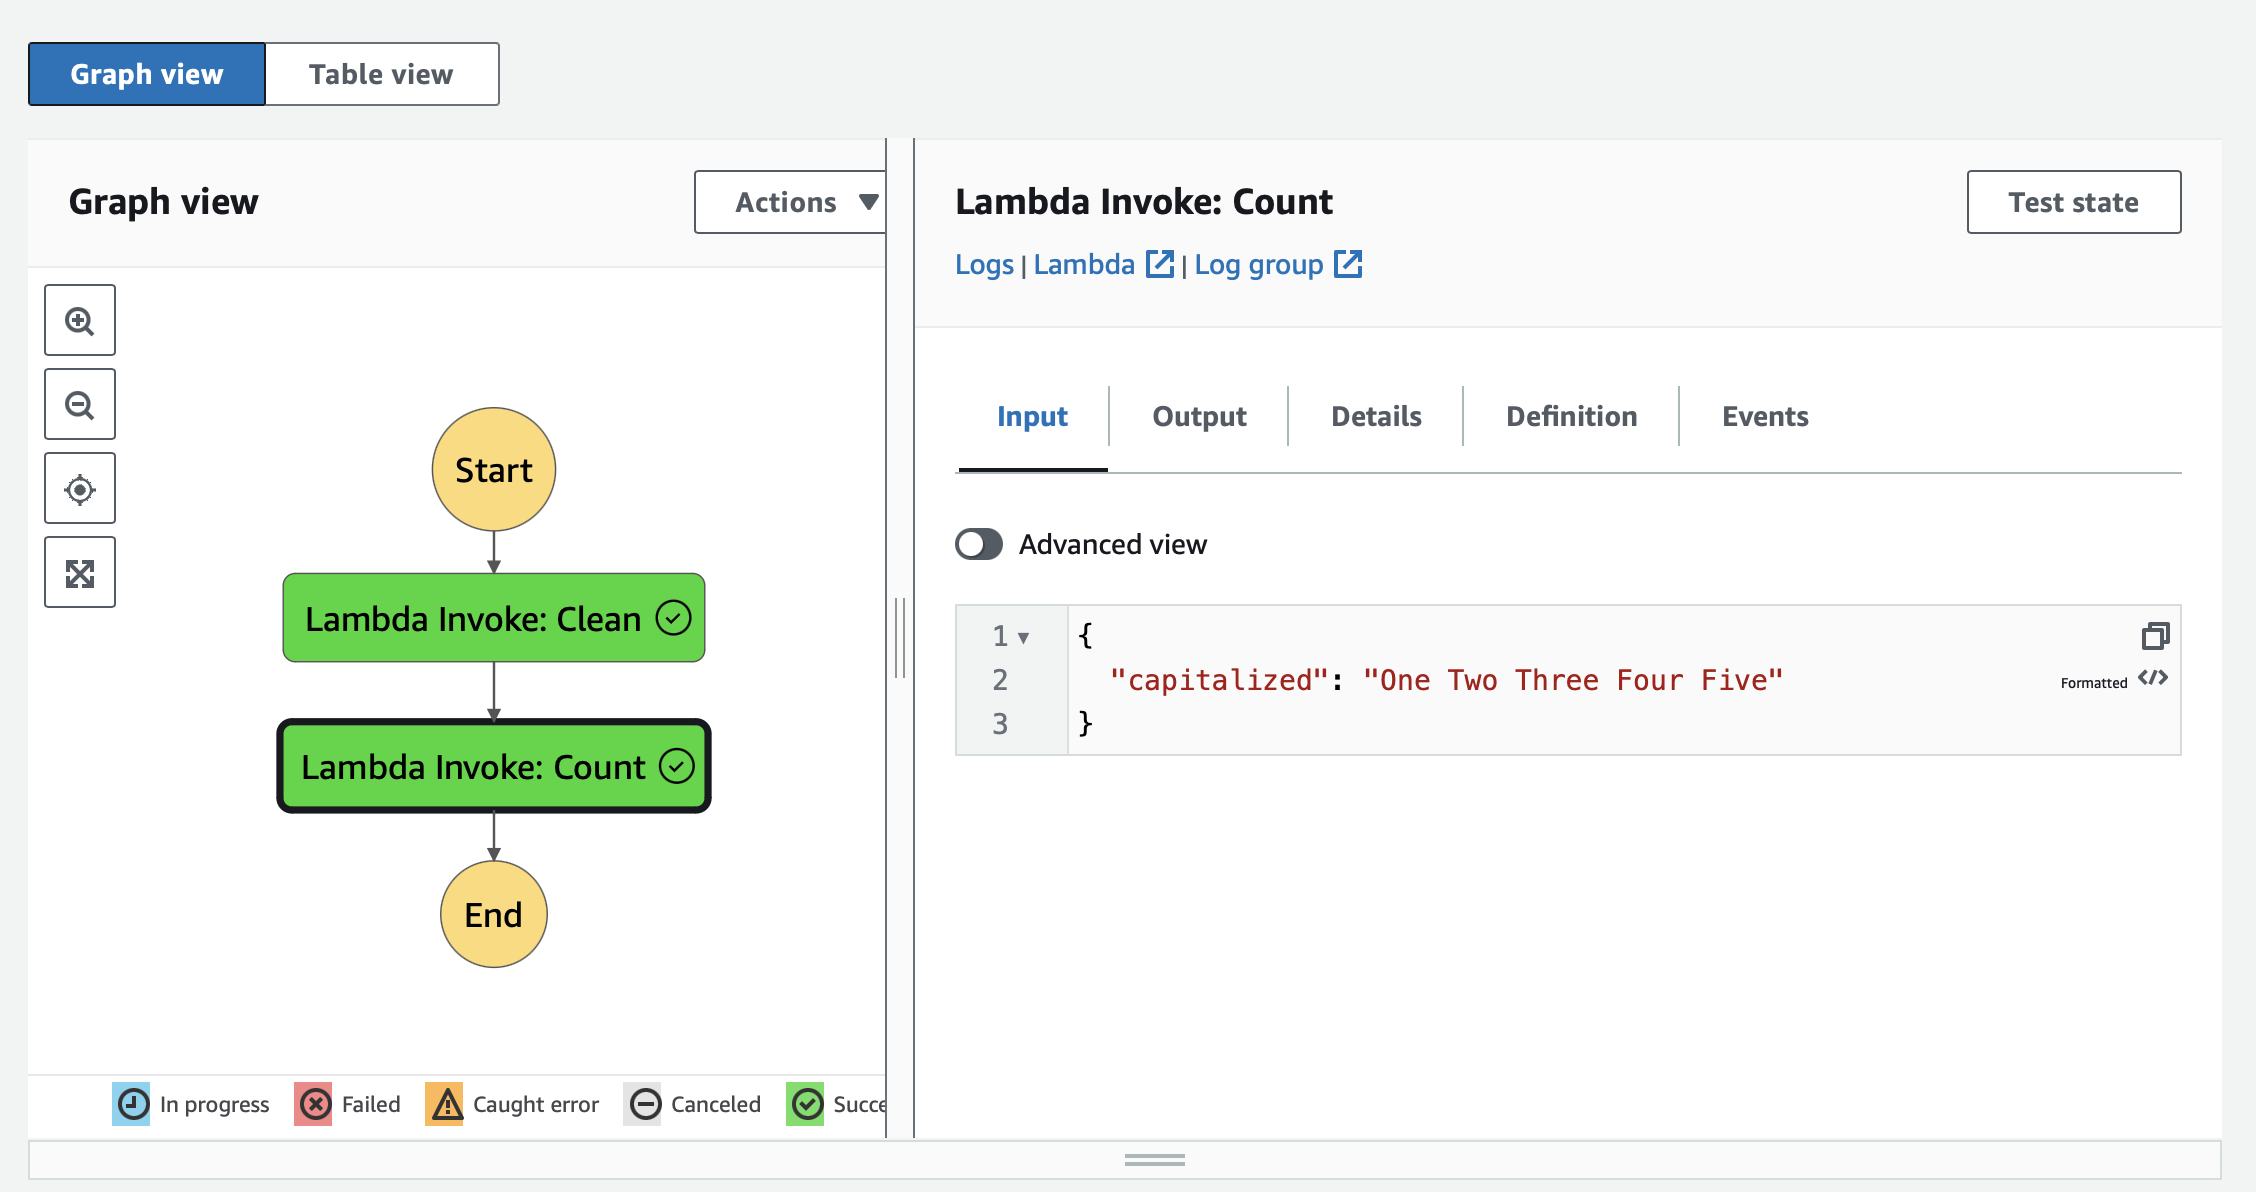 Graph view
Table view
Graph view
Actions
Start
Lambda Invoke: Clean
Lambda Invoke: Count
End
In progress
Failed
Caught error
Canceled
Succe
Lambda Invoke: Count
Test state
Logs | Lambda | Log group
Input
Output
Details
Definition
Events
Advanced view
1 {
2 "capitalized": "One Two Three Four Five"
3 }
Formatted